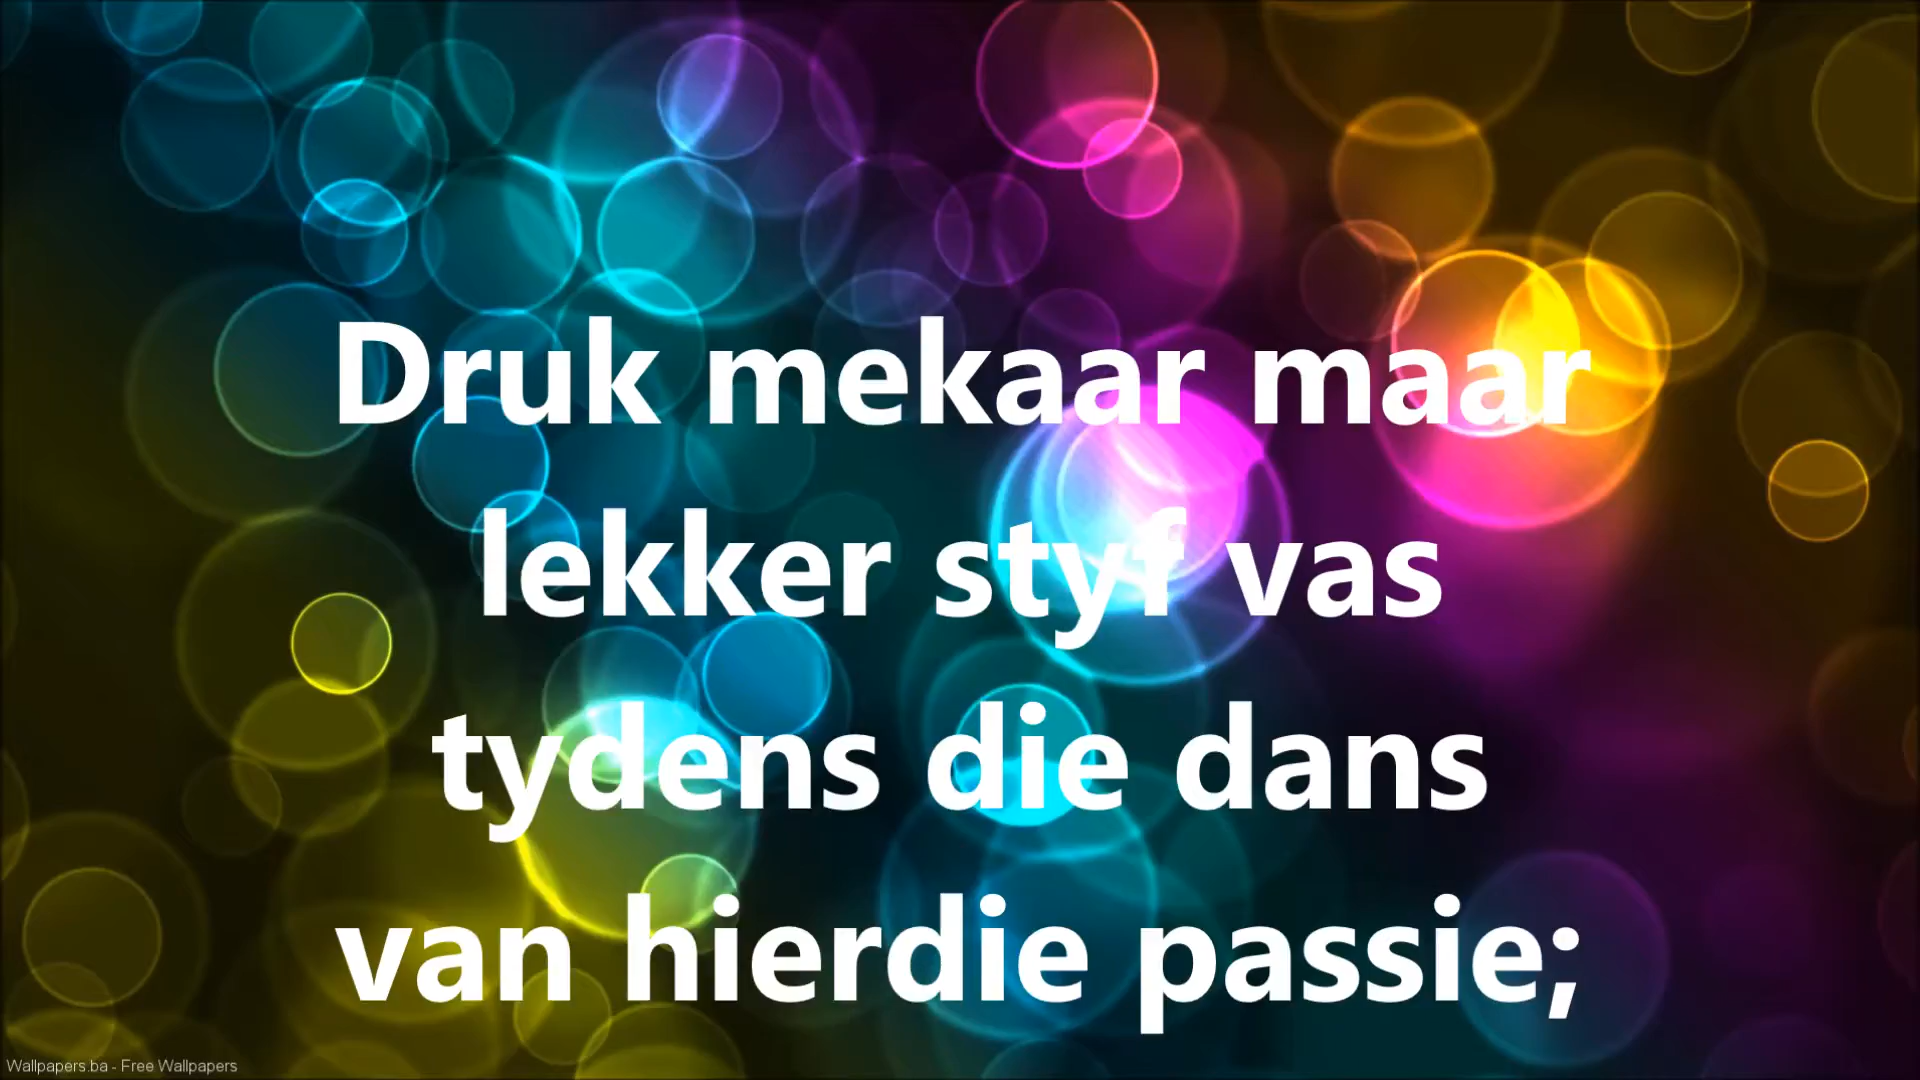 Druk mekaar maar
lekker styf vas
tydens die dans
van hierdie passie;
Wallpapers.ba - Free Wallpapers